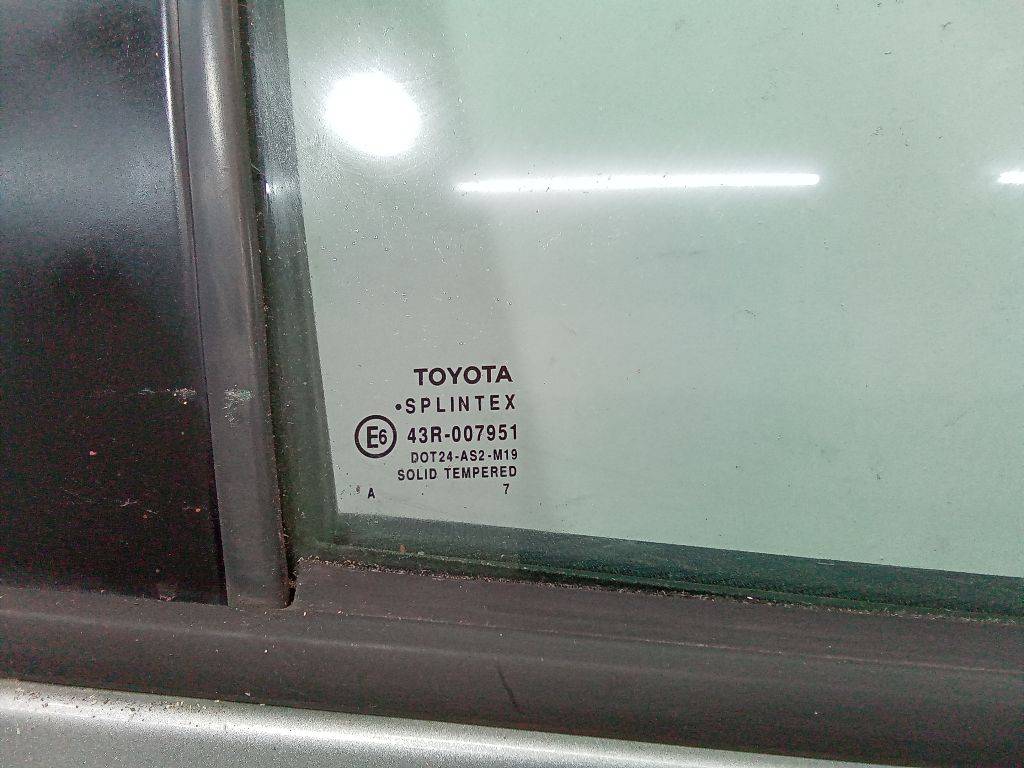 TOYOTA
•SPLINTEX
E6 43R-007951
DOT24-AS2-M19
SOLID TEMPERED
A 7